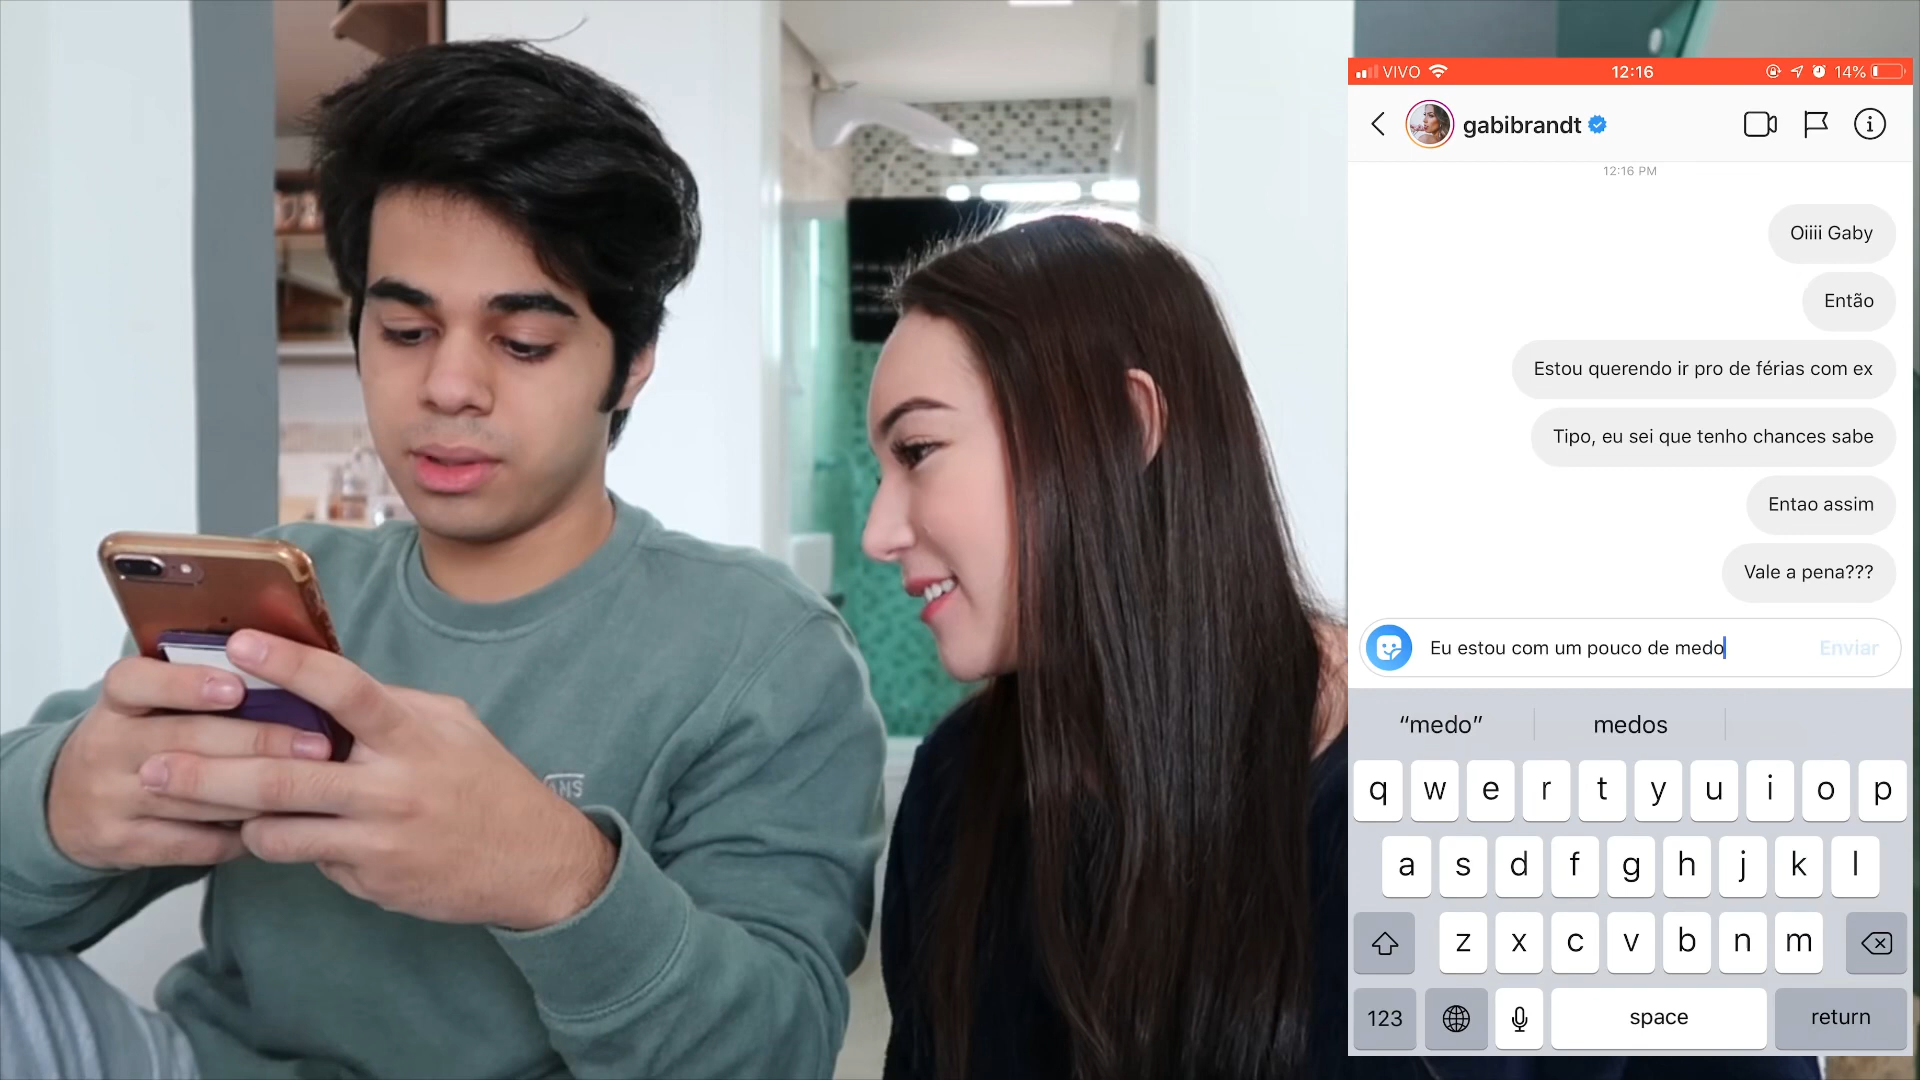 VIVO 12:16 14%
gabibrandt
12:16 PM
Oiiii Gaby
Então
Estou querendo ir pro de férias com ex
Tipo, eu sei que tenho chances sabe
Entao assim
Vale a pena???
Eu estou com um pouco de medo Enviar
“medo” medos
q w e r t y u i o p
a s d f g h j k l
z x c v b n m
123 space return